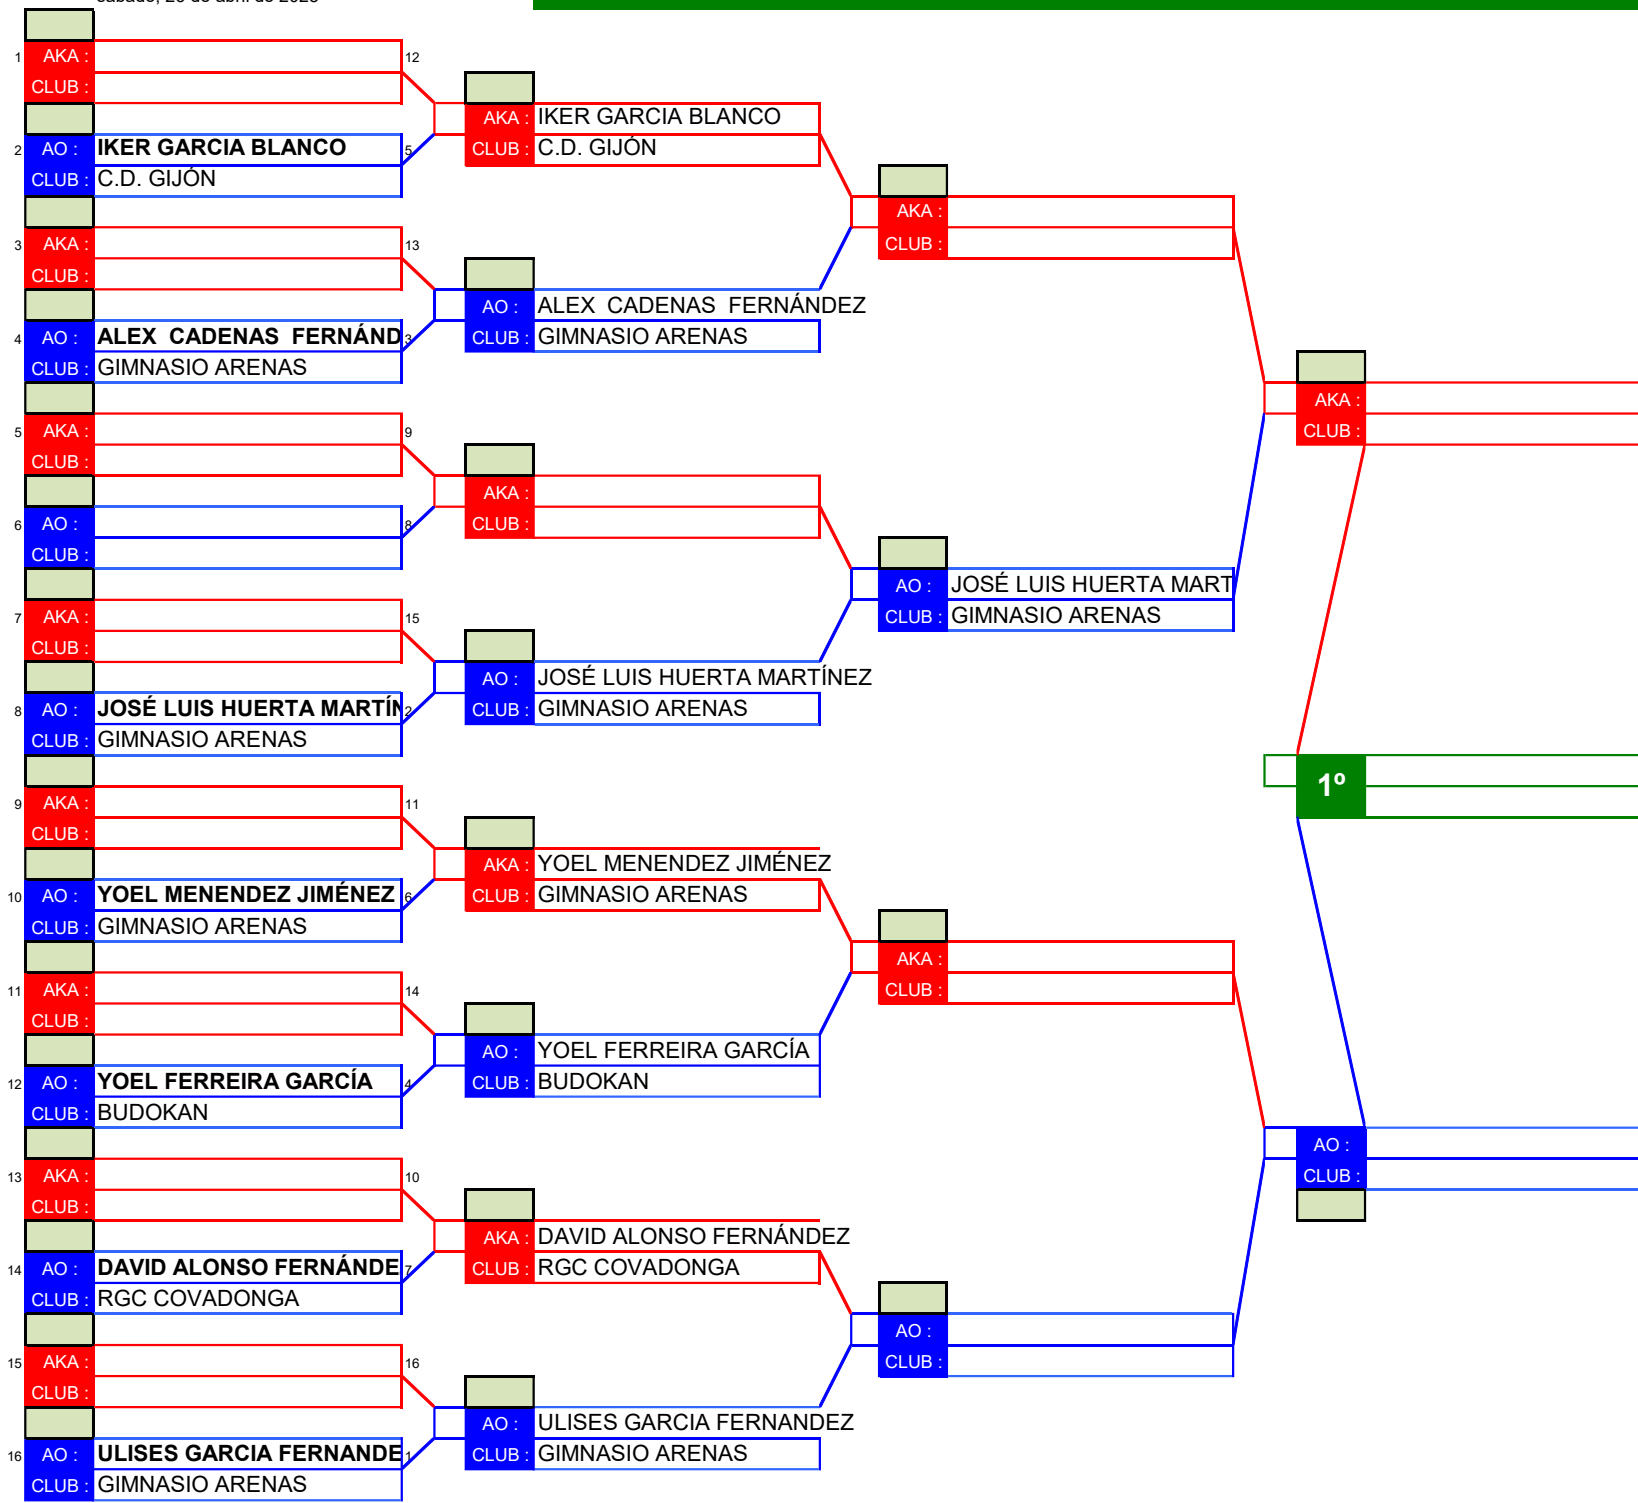 1 AKA : 12
CLUB :
2 AO : IKER GARCIA BLANCO 5
CLUB : C.D. GIJÓN
3 AKA : 13
CLUB :
4 AO : ALEX CADENAS FERNÁND 3
CLUB : GIMNASIO ARENAS
5 AKA : 9
CLUB :
6 AO : 8
CLUB :
7 AKA : 15
CLUB :
8 AO : JOSÉ LUIS HUERTA MARTÍN 2
CLUB : GIMNASIO ARENAS
9 AKA : 11
CLUB :
10 AO : YOEL MENENDEZ JIMÉNEZ 6
CLUB : GIMNASIO ARENAS
11 AKA : 14
CLUB :
12 AO : YOEL FERREIRA GARCÍA 4
CLUB : BUDOKAN
13 AKA : 10
CLUB :
14 AO : DAVID ALONSO FERNÁNDE 7
CLUB : RGC COVADONGA
15 AKA : 16
CLUB :
16 AO : ULISES GARCIA FERNANDE 1
CLUB : GIMNASIO ARENAS
AKA : IKER GARCIA BLANCO
CLUB : C.D. GIJÓN
AO : ALEX CADENAS FERNÁNDEZ
CLUB : GIMNASIO ARENAS
AKA :
CLUB :
AO : JOSÉ LUIS HUERTA MARTÍNEZ
CLUB : GIMNASIO ARENAS
AKA : YOEL MENENDEZ JIMÉNEZ
CLUB : GIMNASIO ARENAS
AO : YOEL FERREIRA GARCÍA
CLUB : BUDOKAN
AKA : DAVID ALONSO FERNÁNDEZ
CLUB : RGC COVADONGA
AO : ULISES GARCIA FERNANDEZ
CLUB : GIMNASIO ARENAS
AKA :
CLUB :
AO : JOSÉ LUIS HUERTA MART
CLUB : GIMNASIO ARENAS
AKA :
CLUB :
AO :
CLUB :
AKA :
CLUB :
1º
AO :
CLUB :